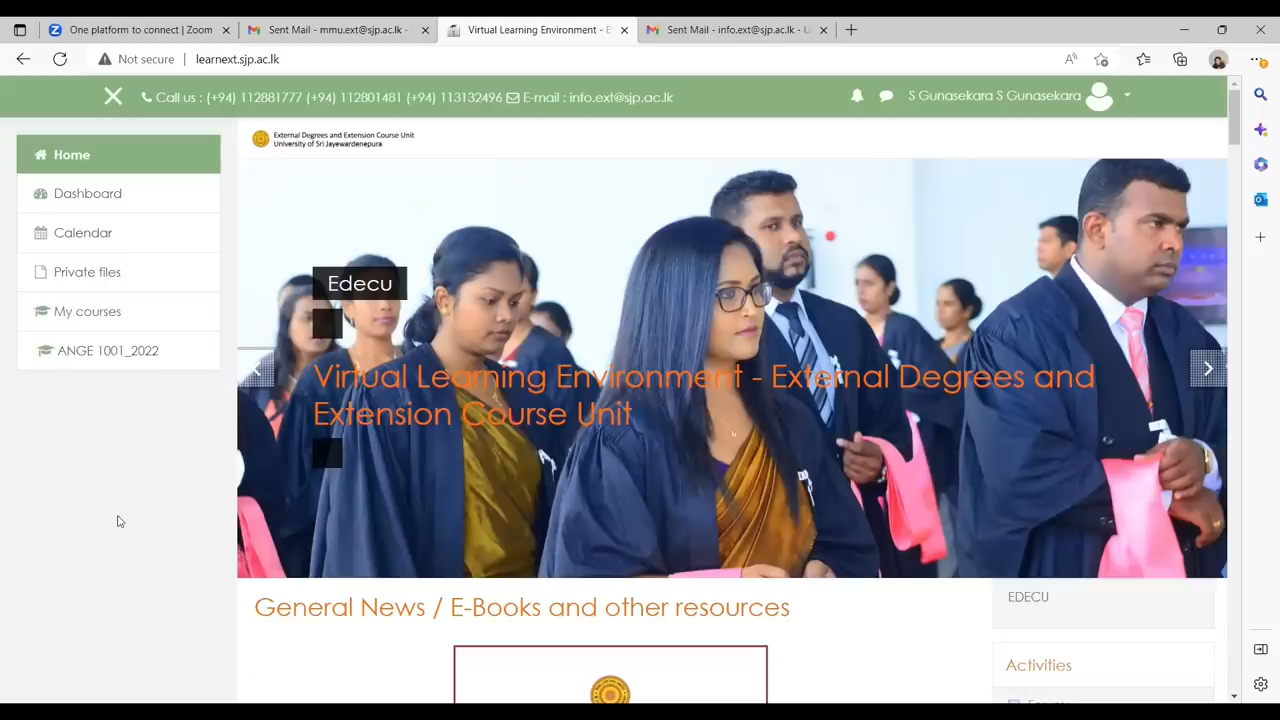 One platform to connect | Zoom
Sent Mail - mmu.ext@sjp.ac.lk -
Virtual Learning Environment - E
Sent Mail - info.ext@sjp.ac.lk - U
Not secure
learnext.sjp.ac.lk
Call us : (+94) 112881777 (+94) 112801481 (+94) 113132496 E-mail : info.ext@sjp.ac.lk
S Gunasekara S Gunasekara
External Degrees and Extension Course Unit
University of Sri Jayewardenepura
Home
Dashboard
Calendar
Private files
My courses
ANGE 1001_2022
Edecu
Virtual Learning Environment - External Degrees and
Extension Course Unit
General News / E-Books and other resources
EDECU
Activities